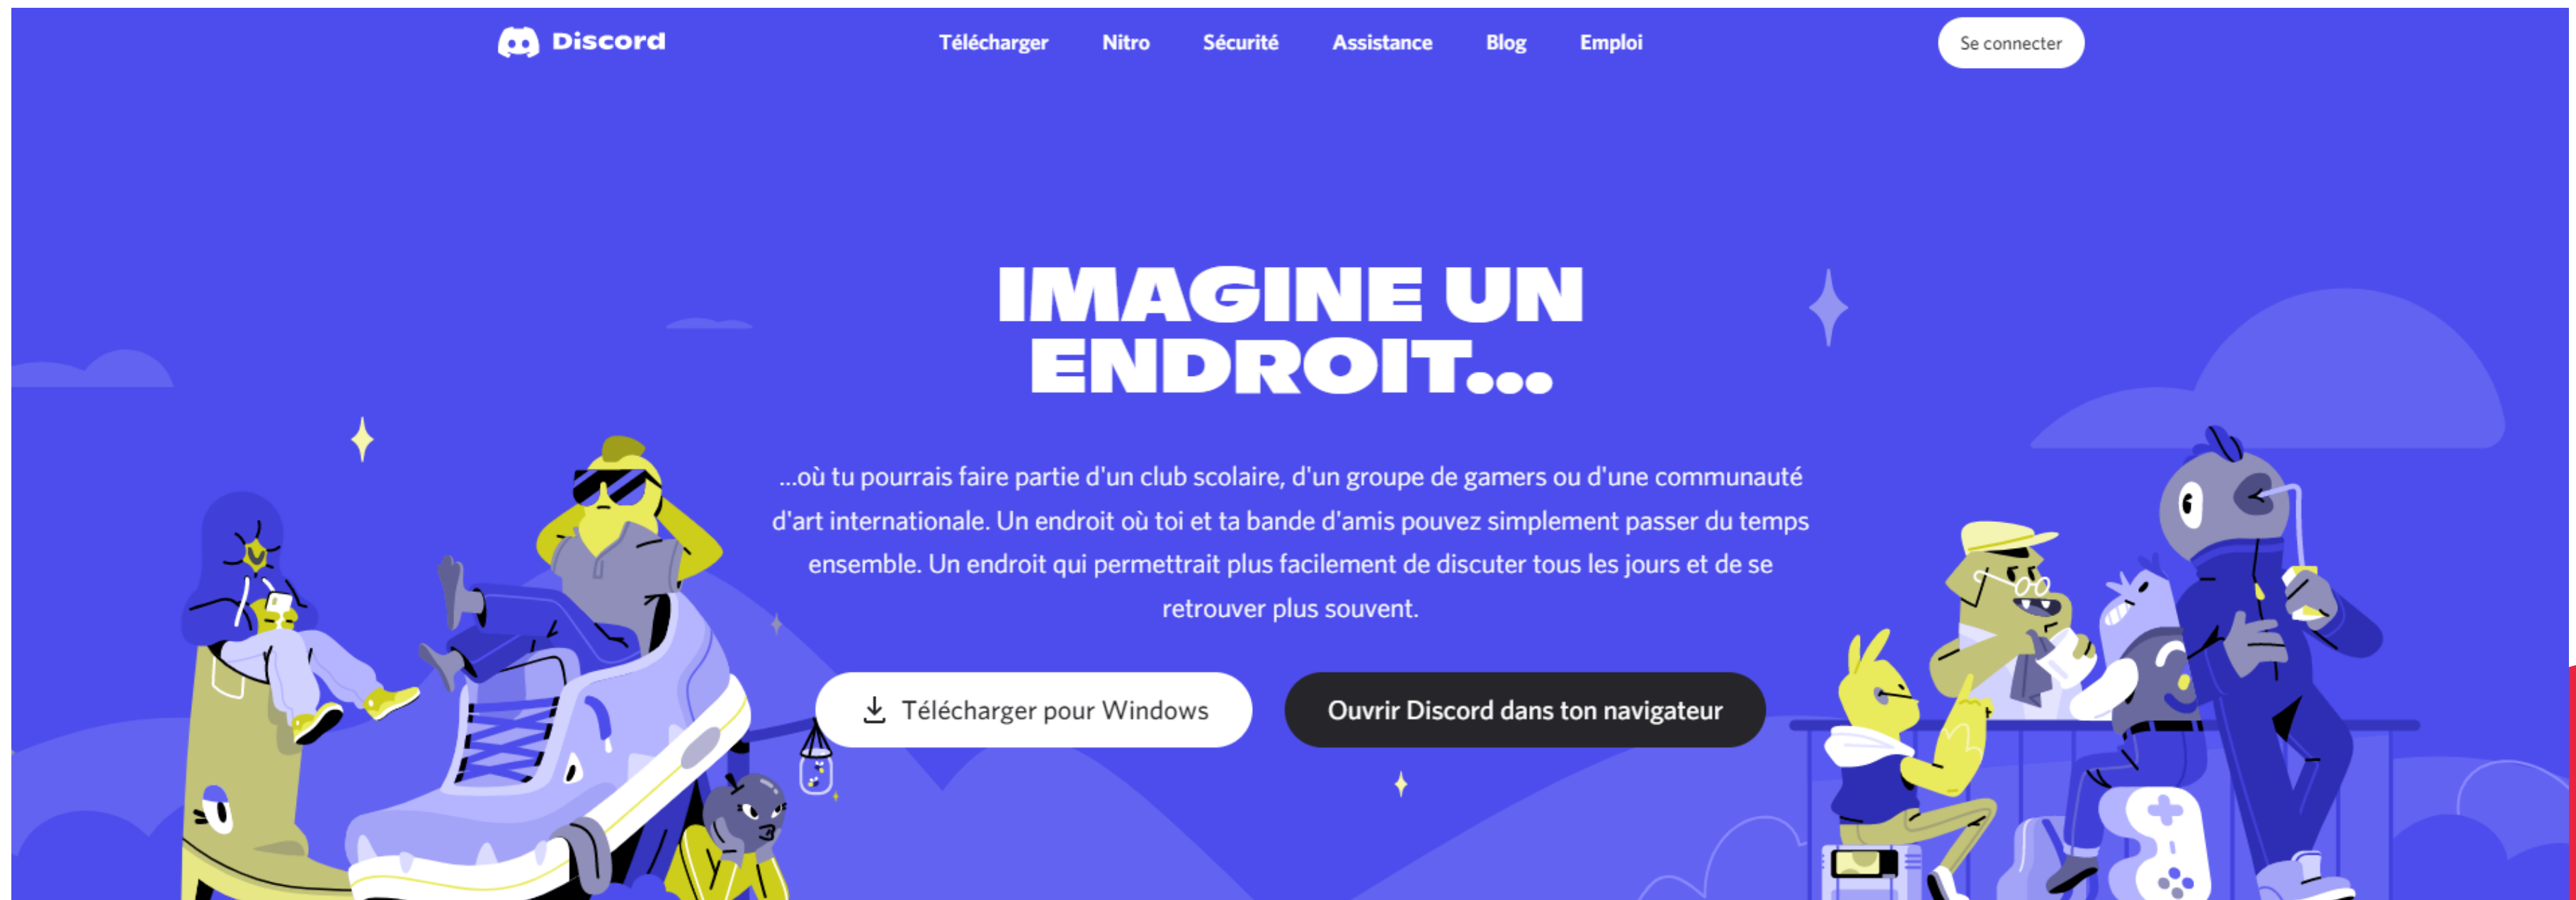 Discord
Télécharger
Nitro
Sécurité
Assistance
Blog
Emploi
Se connecter
IMAGINE UN
ENDROIT...
...où tu pourrais faire partie d'un club scolaire, d'un groupe de gamers ou d'une communauté
d'art internationale. Un endroit où toi et ta bande d'amis pouvez simplement passer du temps
ensemble. Un endroit qui permettrait plus facilement de discuter tous les jours et de se
retrouver plus souvent.
Télécharger pour Windows
Ouvrir Discord dans ton navigateur